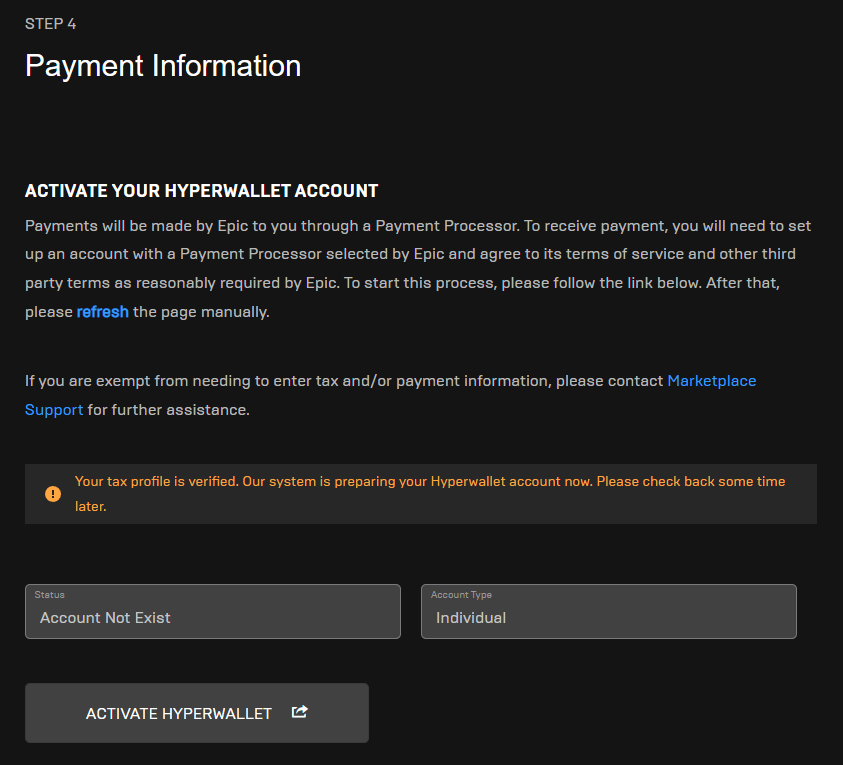 STEP 4
Payment Information
ACTIVATE YOUR HYPERWALLET ACCOUNT
Payments will be made by Epic to you through a Payment Processor. To receive payment, you will need to set
up an account with a Payment Processor selected by Epic and agree to its terms of service and other third
party terms as reasonably required by Epic. To start this process, please follow the link below. After that,
please refresh the page manually.
If you are exempt from needing to enter tax and/or payment information, please contact Marketplace
Support for further assistance.
Your tax profile is verified. Our system is preparing your Hyperwallet account now. Please check back some time
later.
Status
Account Not Exist
Account Type
Individual
ACTIVATE HYPERWALLET